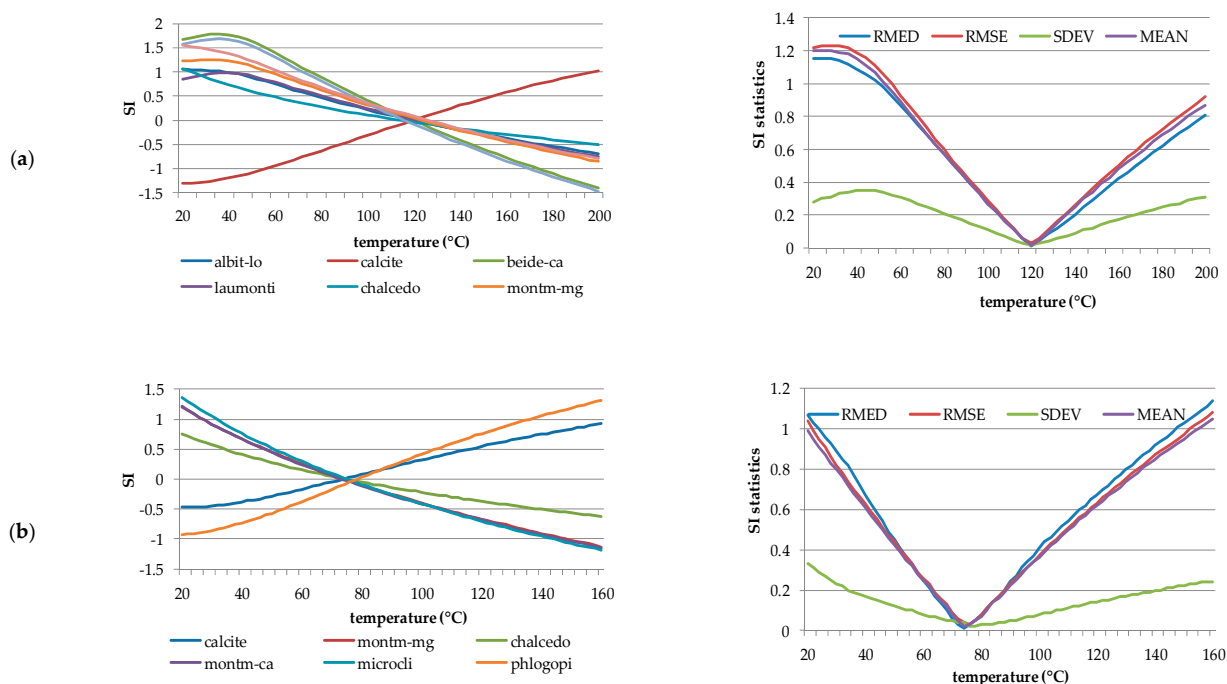 (a)
SI
2
1.5
1
0.5
0
-0.5
-1
-1.5
20 40 60 80 100 120 140 160 180 200
temperature (°C)
albit-lo calcite beide-ca
laumonti chalcedo montm-mg
SI statistics
1.4
1.2
1.0
0.8
0.6
0.4
0.2
0
RMED RMSE SDEV MEAN
20 40 60 80 100 120 140 160 180 200
temperature (°C)
(b)
SI
1.5
1
0.5
0
-0.5
-1
-1.5
20 40 60 80 100 120 140 160
temperature (°C)
calcite montm-mg chalcedo
montm-ca microcli phlogopi
SI statistics
1.2
1
0.8
0.6
0.4
0.2
0
RMED RMSE SDEV MEAN
20 40 60 80 100 120 140 160
temperature (°C)